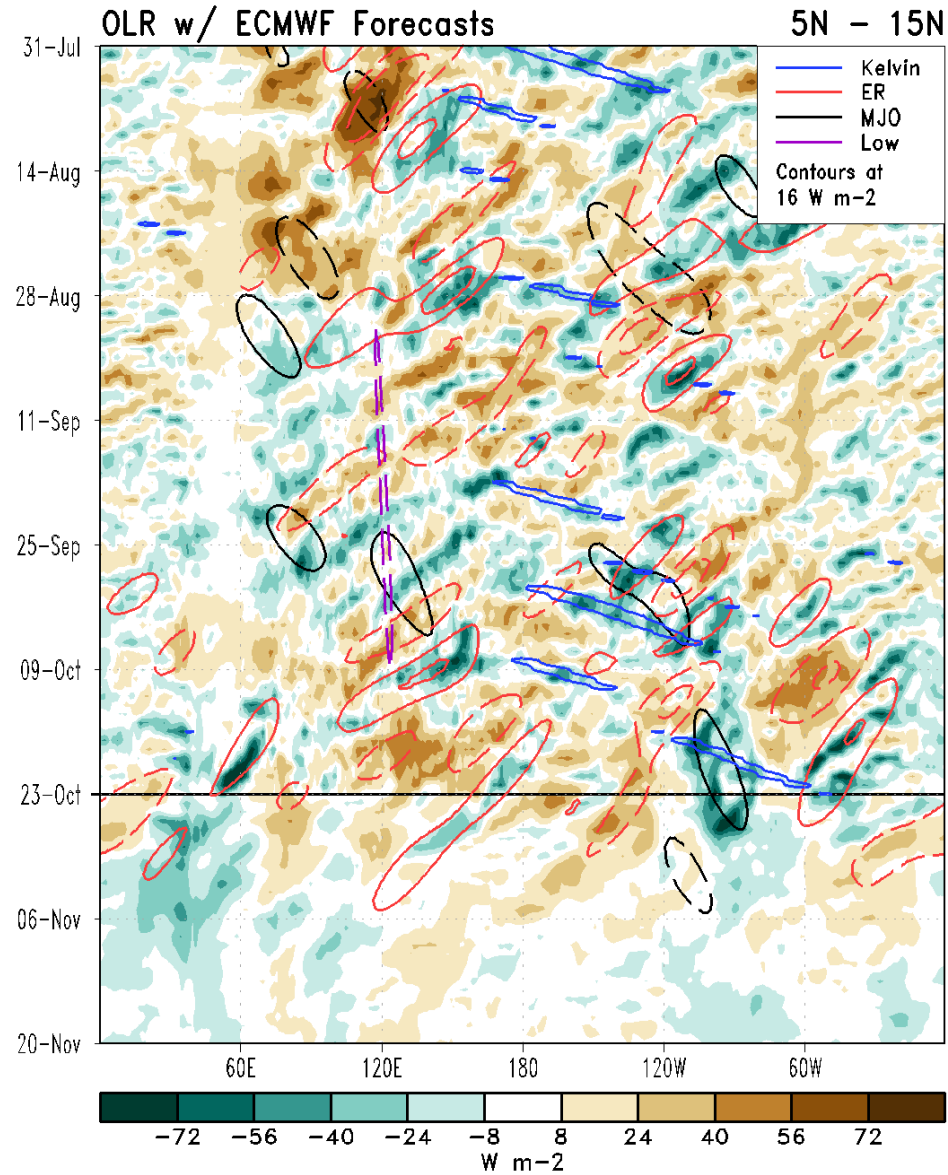 OLR w/ ECMWF Forecasts 5N - 15N
31-Jul
14-Aug
28-Aug
11-Sep
25-Sep
09-Oct
23-Oct
06-Nov
20-Nov
Kelvin
ER
MJO
Low
Contours at
16 W m-2
60E 120E 180 120W 60W
-72 -56 -40 -24 -8 8 24 40 56 72
W m-2